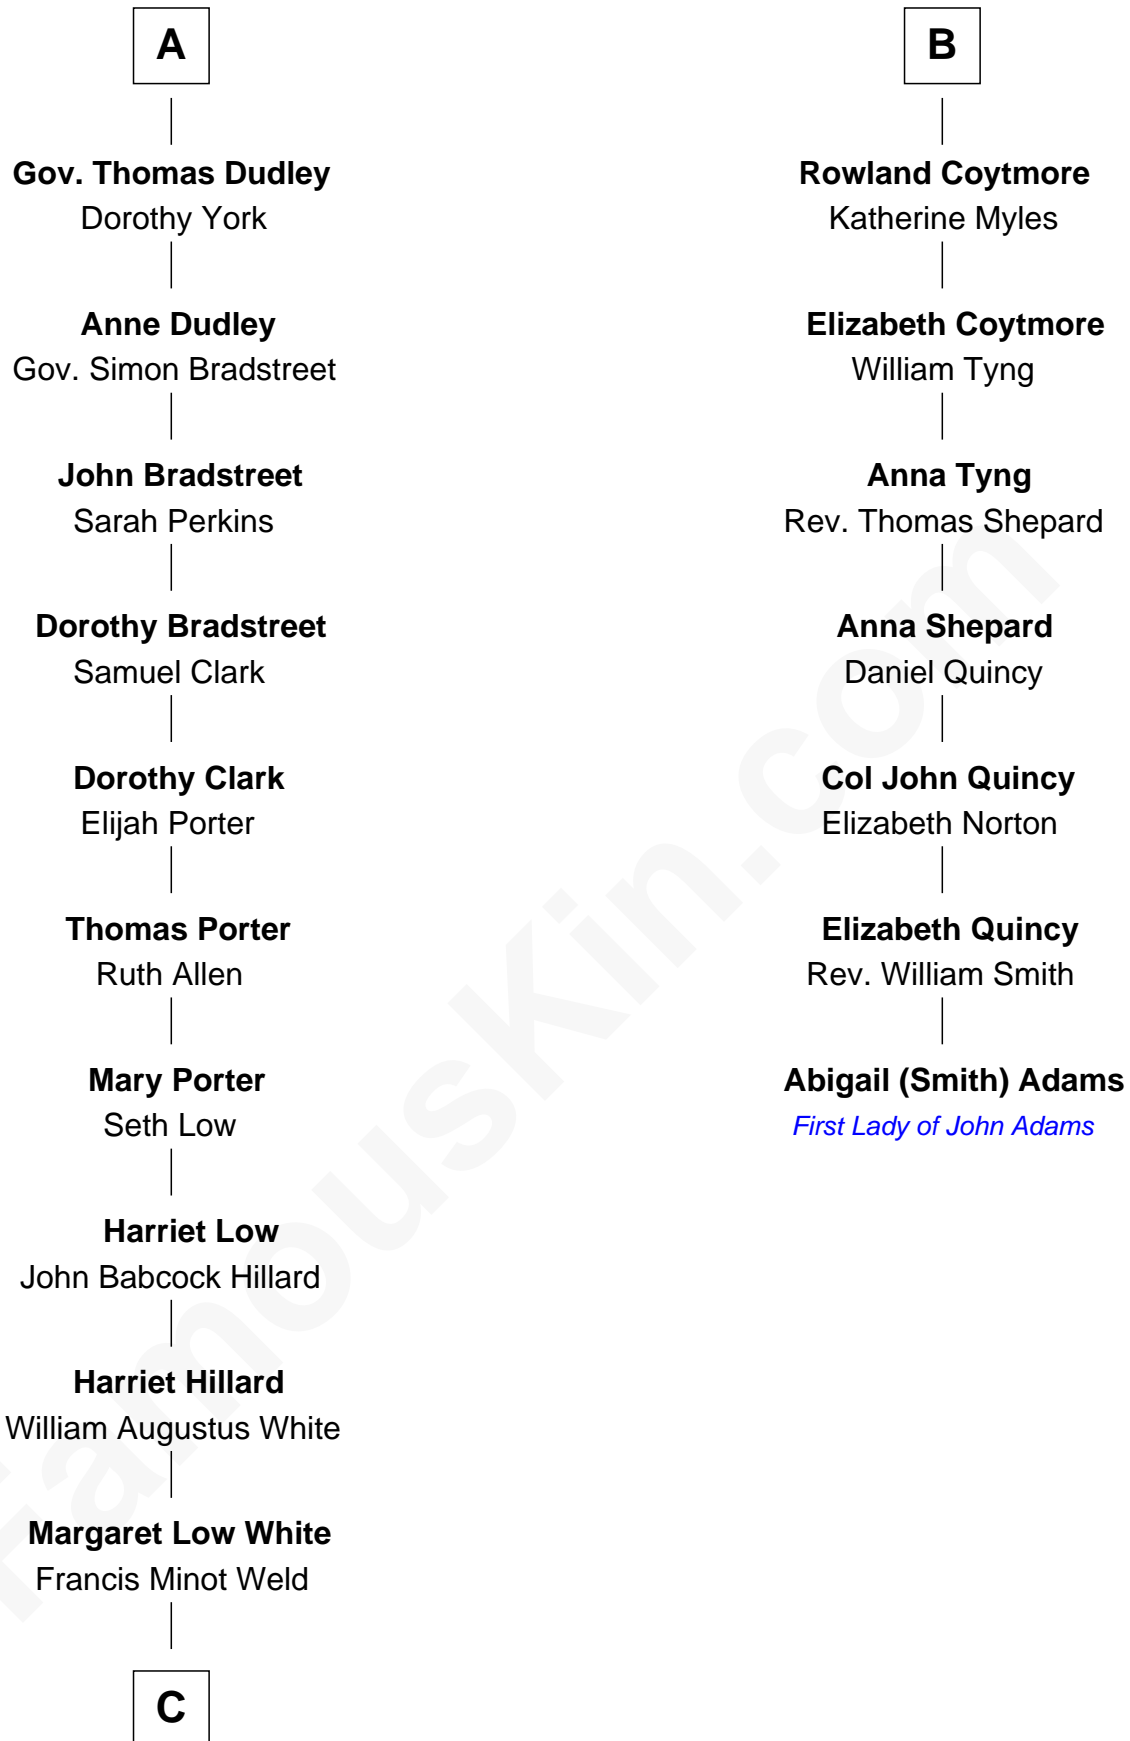 A
Gov. Thomas Dudley
Dorothy York
Anne Dudley
Gov. Simon Bradstreet
John Bradstreet
Sarah Perkins
Dorothy Bradstreet
Samuel Clark
Dorothy Clark
Elijah Porter
Thomas Porter
Ruth Allen
Mary Porter
Seth Low
Harriet Low
John Babcock Hillard
Harriet Hillard
William Augustus White
Margaret Low White
Francis Minot Weld
C
B
Rowland Coytmore
Katherine Myles
Elizabeth Coytmore
William Tyng
Anna Tyng
Rev. Thomas Shepard
Anna Shepard
Daniel Quincy
Col John Quincy
Elizabeth Norton
Elizabeth Quincy
Rev. William Smith
Abigail (Smith) Adams
First Lady of John Adams
FamousKin.com